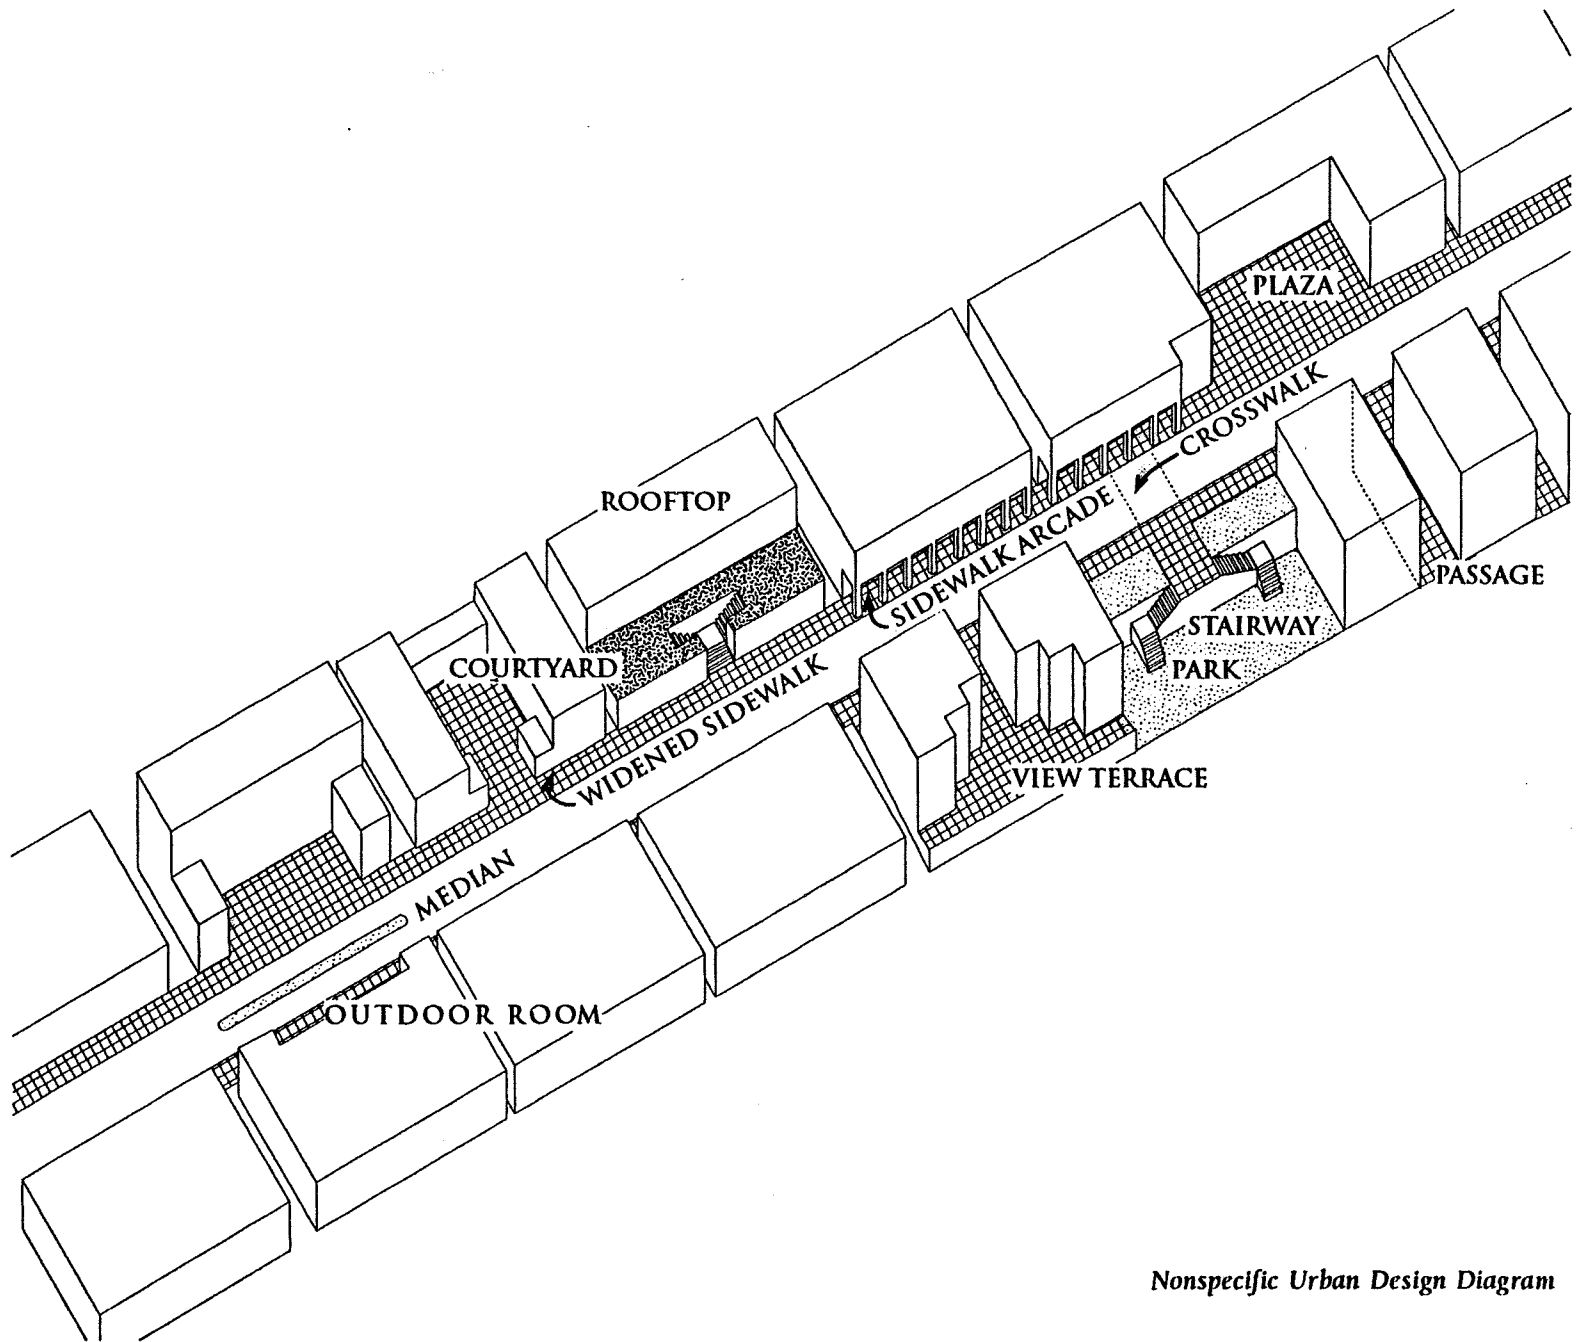 PLAZA
CROSSWALK
ROOFTOP
SIDEWALK ARCADE
PASSAGE
STAIRWAY
COURTYARD
PARK
WIDENED SIDEWALK
VIEW TERRACE
MEDIAN
OUTDOOR ROOM
Nonspecific Urban Design Diagram